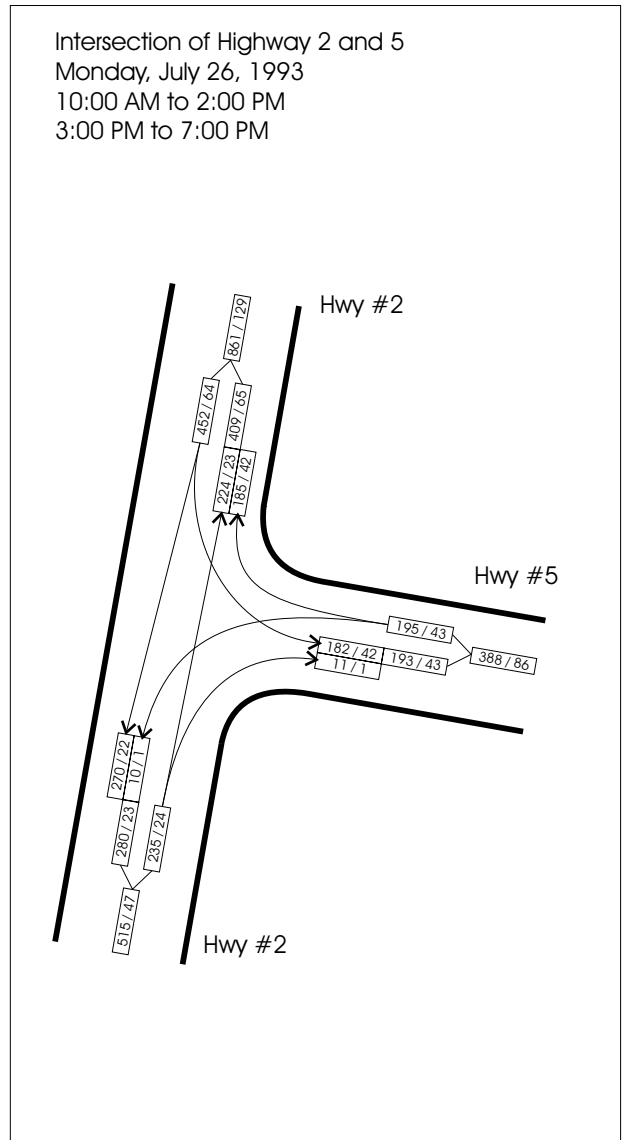 Intersection of Highway 2 and 5
Monday, July 26, 1993
10:00 AM to 2:00 PM
3:00 PM to 7:00 PM
Hwy #2
861 / 129
452 / 64
409 / 65
224 / 23
185 / 42
Hwy #5
195 / 43
182 / 42
193 / 43
388 / 86
11 / 1
270 / 22
10 / 1
280 / 23
235 / 24
515 / 47
Hwy #2